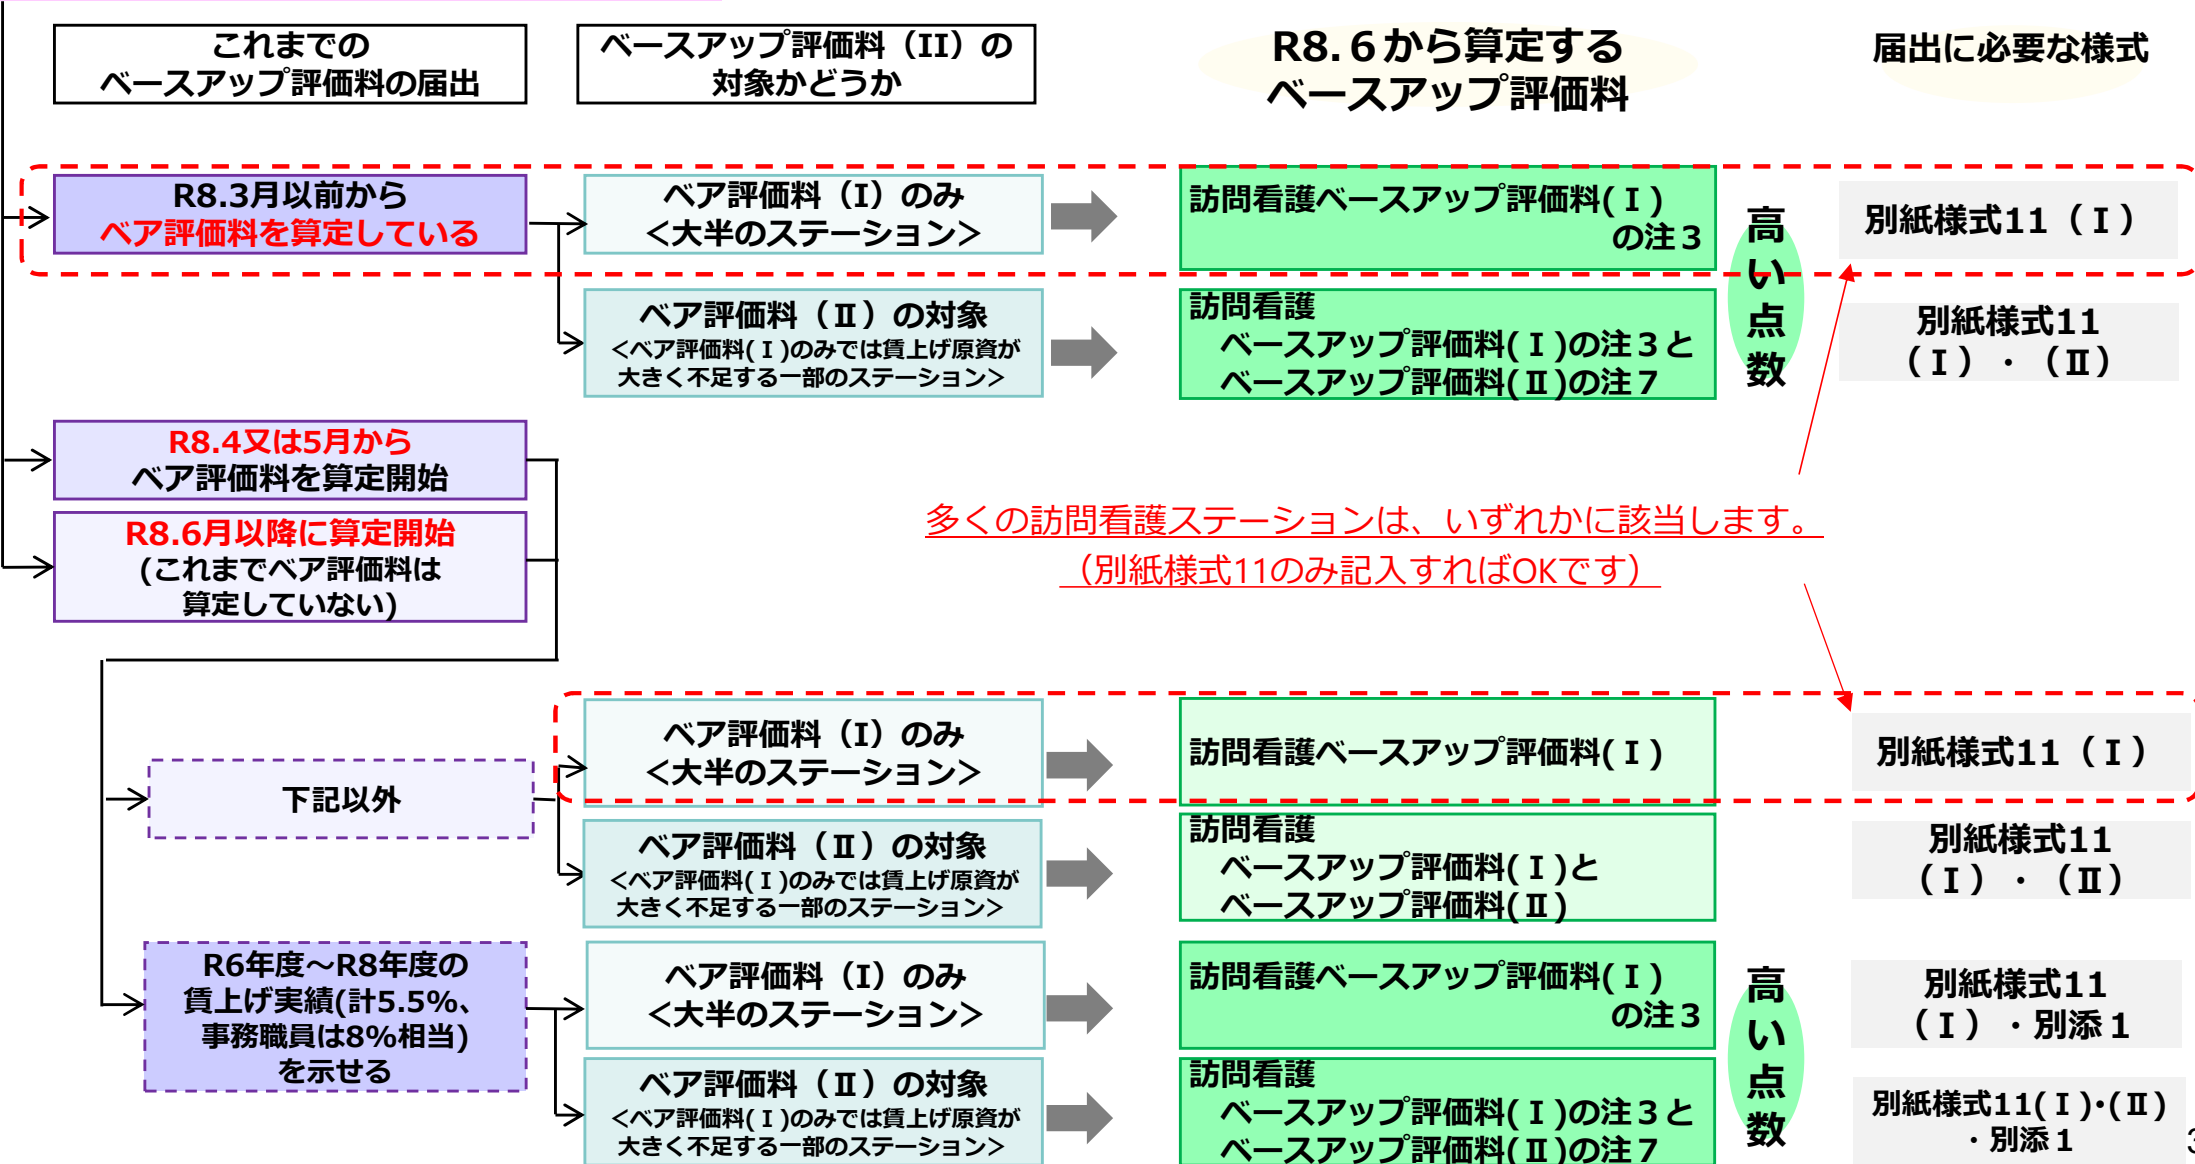 これまでの
ベースアップ評価料の届出
ベースアップ評価料（II）の
対象かどうか
R8.６から算定する
ベースアップ評価料
届出に必要な様式
R8.3月以前から
ベア評価料を算定している
ベア評価料（I）のみ
<大半のステーション>
訪問看護ベースアップ評価料(Ⅰ)
の注３
別紙様式11（Ⅰ）
ベア評価料（Ⅱ）の対象
<ベア評価料(Ⅰ)のみでは賃上げ原資が
大きく不足する一部のステーション>
訪問看護
ベースアップ評価料(Ⅰ)の注３と
ベースアップ評価料(Ⅱ)の注７
別紙様式11
（Ⅰ）・（Ⅱ）
高
い
点
数
R8.4又は5月から
ベア評価料を算定開始
R8.6月以降に算定開始
(これまでベア評価料は
算定していない)
多くの訪問看護ステーションは、いずれかに該当します。
（別紙様式11のみ記入すればOKです）
下記以外
ベア評価料（I）のみ
<大半のステーション>
訪問看護ベースアップ評価料(Ⅰ)
別紙様式11（Ⅰ）
ベア評価料（Ⅱ）の対象
<ベア評価料(Ⅰ)のみでは賃上げ原資が
大きく不足する一部のステーション>
訪問看護
ベースアップ評価料(Ⅰ)と
ベースアップ評価料(Ⅱ)
別紙様式11
（Ⅰ）・（Ⅱ）
R6年度～R8年度の
賃上げ実績(計5.5%、
事務職員は8%相当)
を示せる
ベア評価料（I）のみ
<大半のステーション>
訪問看護ベースアップ評価料(Ⅰ)
の注３
別紙様式11
（Ⅰ）・別添１
ベア評価料（Ⅱ）の対象
<ベア評価料(Ⅰ)のみでは賃上げ原資が
大きく不足する一部のステーション>
訪問看護
ベースアップ評価料(Ⅰ)の注３と
ベースアップ評価料(Ⅱ)の注７
高
い
点
数
別紙様式11(Ⅰ)・(Ⅱ)
・別添１